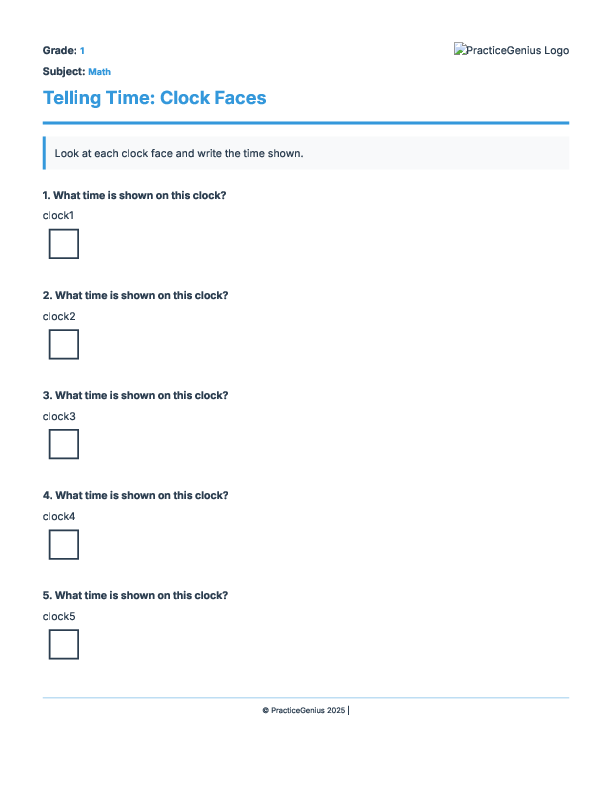 Grade: 1
PracticeGenius Logo
Subject: Math
Telling Time: Clock Faces
Look at each clock face and write the time shown.
1. What time is shown on this clock?
clock1
2. What time is shown on this clock?
clock2
3. What time is shown on this clock?
clock3
4. What time is shown on this clock?
clock4
5. What time is shown on this clock?
clock5
© PracticeGenius 2025 |